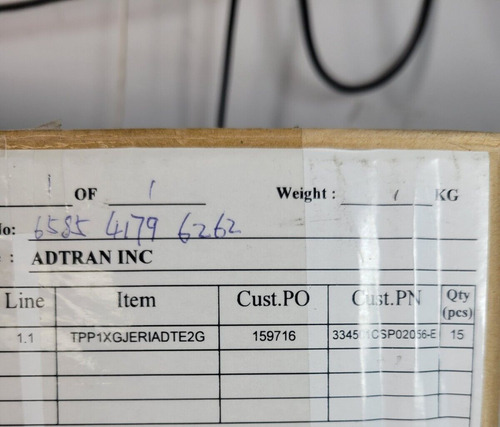 1 OF 1 Weight : 1 KG
No: 6585 4179 6262
: ADTRAN INC
Line Item Cust.PO Cust.PN Qty (pcs)
1.1 TPP1XGJERIADTE2G 159716 15